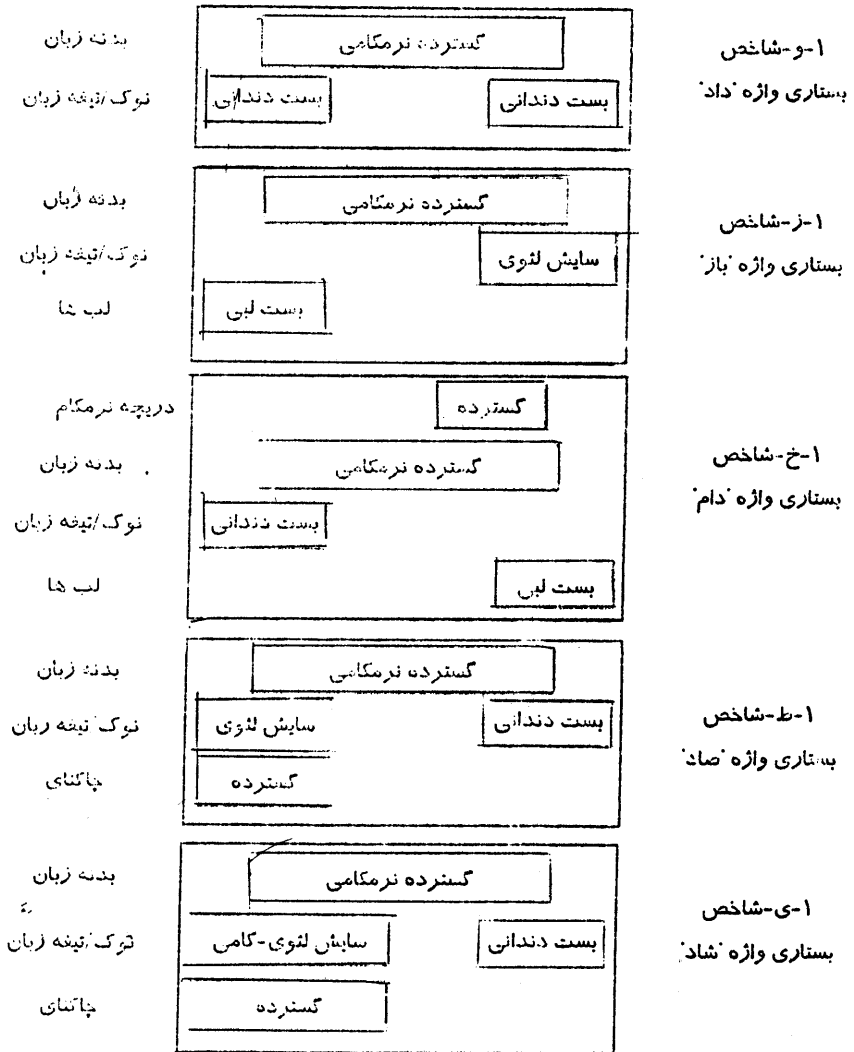 ۱-و-شاخص
بستاری واژه "داد"
گسترده نرمکامی
بدنه زبان
بست دندانی
بست دندانی
نوک/تیغه زبان
۱-ز-شاخص
بستاری واژه "باز"
گسترده نرمکامی
بدنه زبان
سایش لثوی
نوک/تیغه زبان
بست لبی
لب ها
۱-خ-شاخص
بستاری واژه "دام"
گسترده
دریچه نرمکام
گسترده نرمکامی
بدنه زبان
بست دندانی
نوک/تیغه زبان
بست لبی
لب ها
۱-ط-شاخص
بستاری واژه "صاد"
گسترده نرمکامی
بدنه زبان
بست دندانی
سایش لثوی
نوک/تیغه زبان
گسترده
چاکنای
۱-ی-شاخص
بستاری واژه "شاد"
گسترده نرمکامی
بدنه زبان
بست دندانی
سایش لثوی-کامی
نوک/تیغه زبان
گسترده
چاکنای